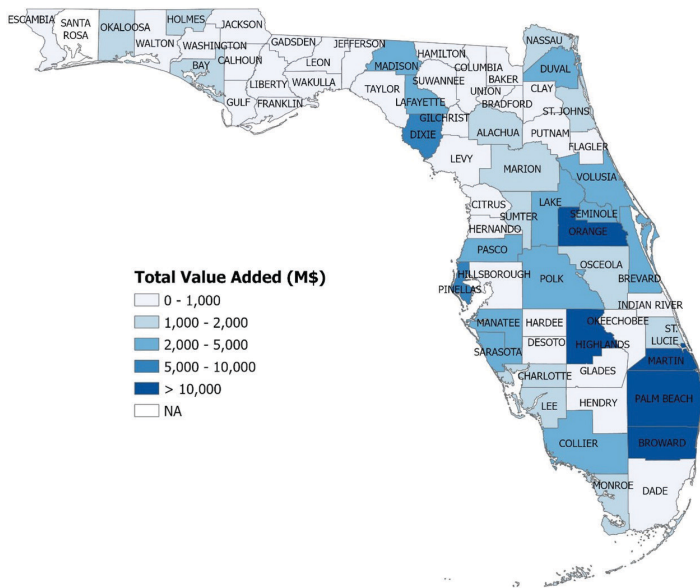 ESCAMBIA
SANTA
ROSA
OKALOOSA
HOLMES
JACKSON
WALTON
WASHINGTON
BAY
CALHOUN
GADSDEN
JEFFERSON
LEON
LIBERTY
WAKULLA
GULF
FRANKLIN
MADISON
HAMILTON
TAYLOR
SUWANNEE
COLUMBIA
BAKER
NASSAU
DUVAL
UNION
LAFAYETTE
BRADFORD
CLAY
ST. JOHNS
GILCHRIST
DIXIE
ALACHUA
PUTNAM
FLAGLER
LEVY
MARION
VOLUSIA
CITRUS
SUMTER
LAKE
SEMINOLE
HERNANDO
ORANGE
PASCO
OSCEOLA
HILLSBOROUGH
PINELLAS
POLK
BREVARD
INDIAN RIVER
MANATEE
HARDEE
OKEECHOBEE
ST.
LUCIE
DESOTO
HIGHLANDS
SARASOTA
MARTIN
CHARLOTTE
GLADES
LEE
HENDRY
PALM BEACH
COLLIER
BROWARD
MONROE
DADE
Total Value Added (M$)
0 - 1,000
1,000 - 2,000
2,000 - 5,000
5,000 - 10,000
> 10,000
NA